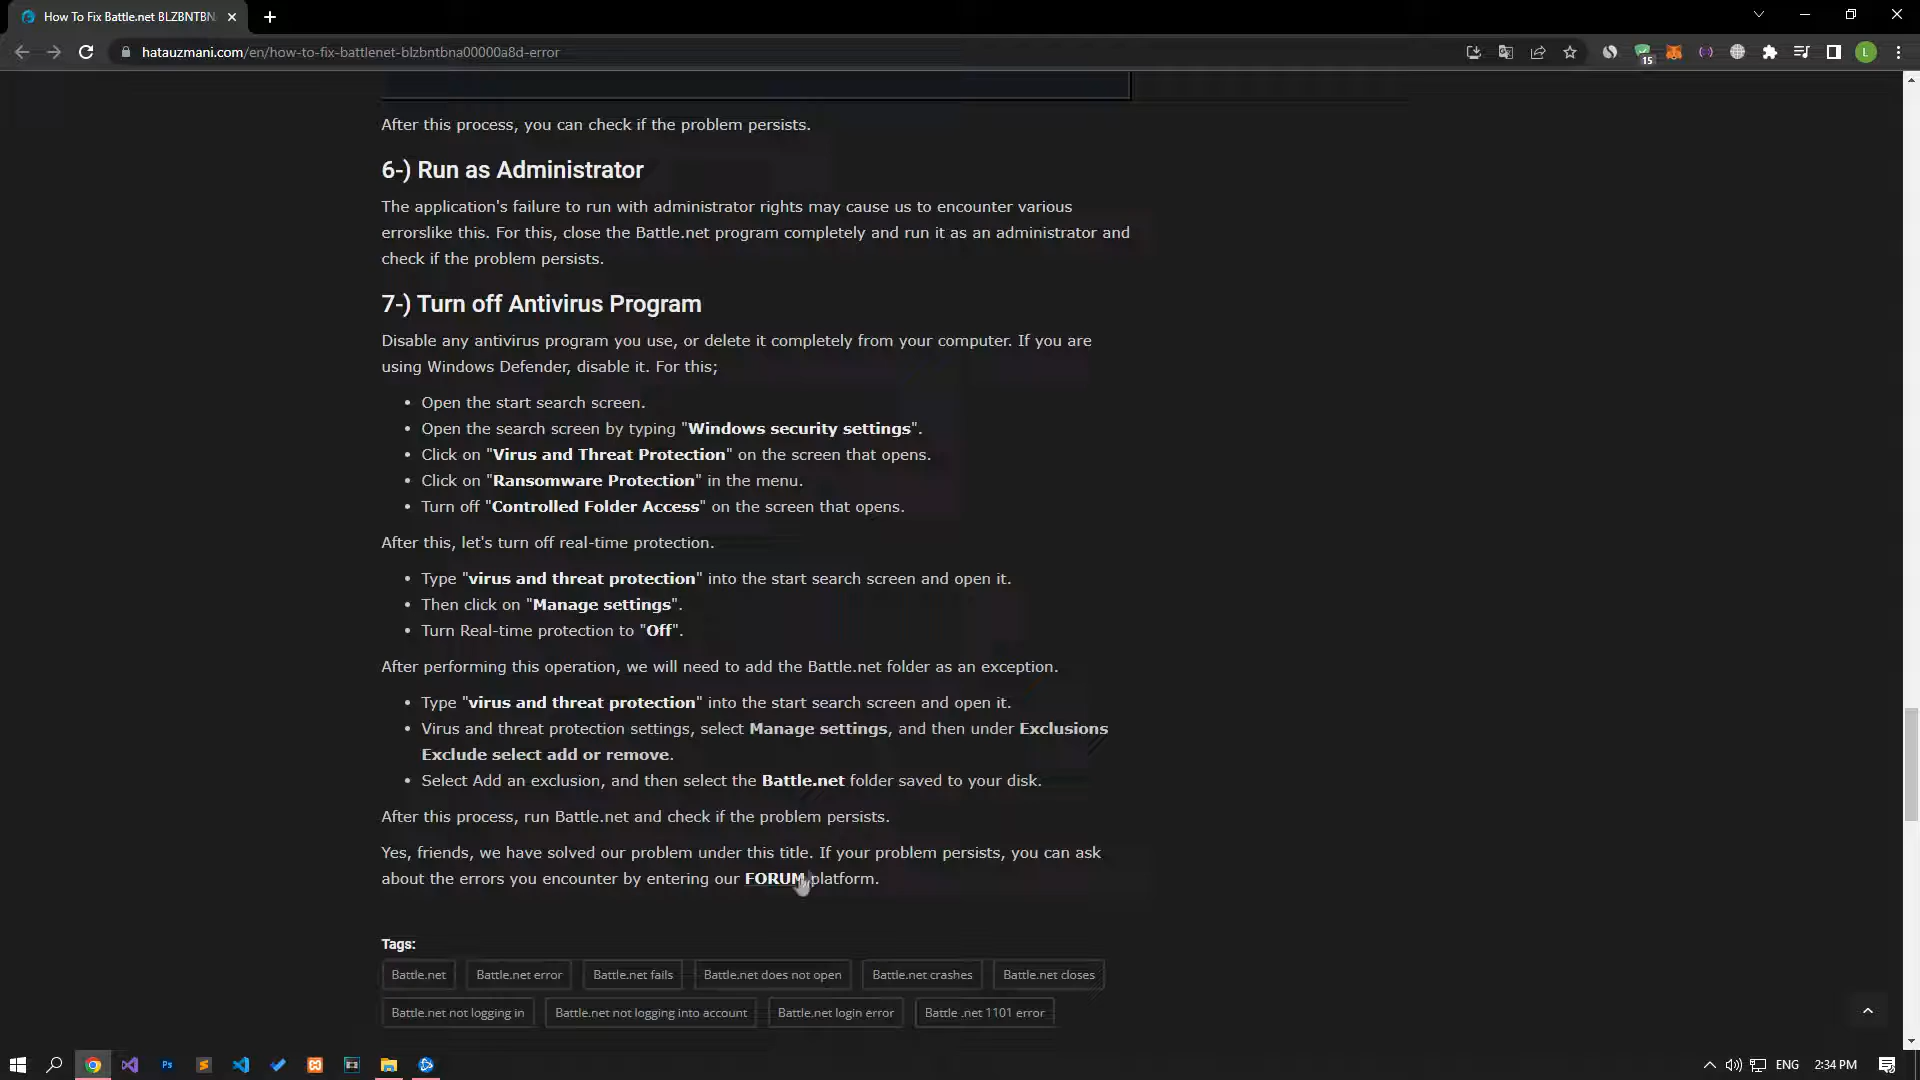 How To Fix Battle.net BLZBNTBN
hatauzmani.com/en/how-to-fix-battlenet-blzbntbna00000a8d-error
15
L
After this process, you can check if the problem persists.
6-) Run as Administrator
The application's failure to run with administrator rights may cause us to encounter various
errorslike this. For this, close the Battle.net program completely and run it as an administrator and
check if the problem persists.
7-) Turn off Antivirus Program
Disable any antivirus program you use, or delete it completely from your computer. If you are
using Windows Defender, disable it. For this;
• Open the start search screen.
• Open the search screen by typing "Windows security settings".
• Click on "Virus and Threat Protection" on the screen that opens.
• Click on "Ransomware Protection" in the menu.
• Turn off "Controlled Folder Access" on the screen that opens.
After this, let's turn off real-time protection.
• Type "virus and threat protection" into the start search screen and open it.
• Then click on "Manage settings".
• Turn Real-time protection to "Off".
After performing this operation, we will need to add the Battle.net folder as an exception.
• Type "virus and threat protection" into the start search screen and open it.
• Virus and threat protection settings, select Manage settings, and then under Exclusions
Exclude select add or remove.
• Select Add an exclusion, and then select the Battle.net folder saved to your disk.
After this process, run Battle.net and check if the problem persists.
Yes, friends, we have solved our problem under this title. If your problem persists, you can ask
about the errors you encounter by entering our FORUM platform.
Tags:
Battle.net Battle.net error Battle.net fails Battle.net does not open Battle.net crashes Battle.net closes
Battle.net not logging in Battle.net not logging into account Battle.net login error Battle .net 1101 error
Ps
ENG 2:34 PM